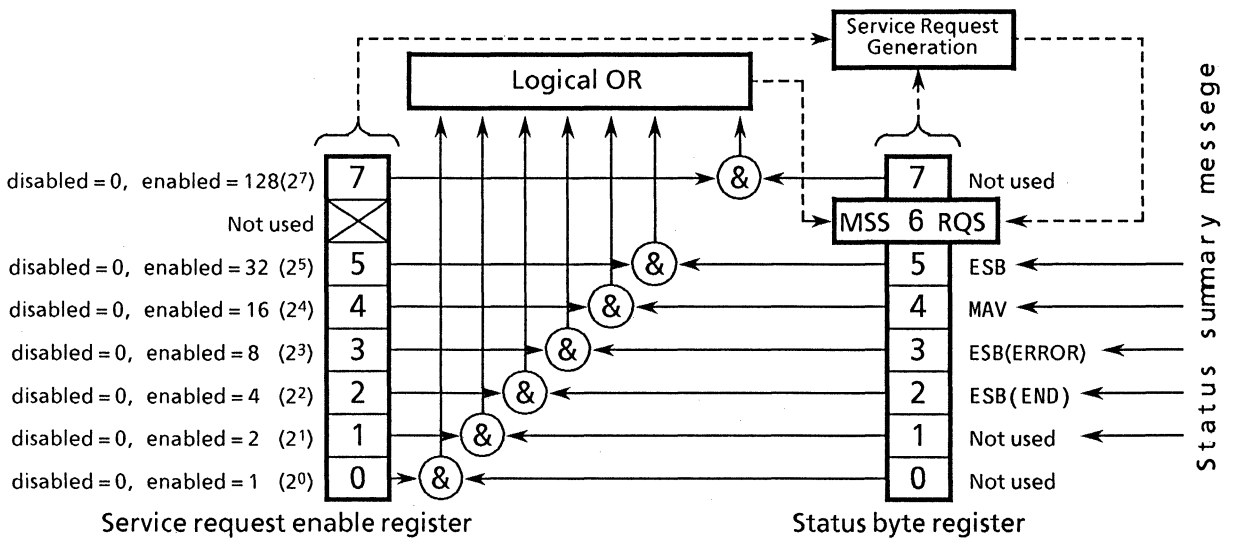 Service Request
Generation
Logical OR
disabled = 0, enabled = 128(2⁷) 7 & 7 Not used
Not used MSS 6 RQS
disabled = 0, enabled = 32 (2⁵) 5 & 5 ESB
disabled = 0, enabled = 16 (2⁴) 4 & 4 MAV
disabled = 0, enabled = 8 (2³) 3 & 3 ESB(ERROR)
disabled = 0, enabled = 4 (2²) 2 & 2 ESB(END)
disabled = 0, enabled = 2 (2¹) 1 & 1 Not used
disabled = 0, enabled = 1 (2⁰) 0 & 0 Not used
Service request enable register
Status byte register
Status summary messege